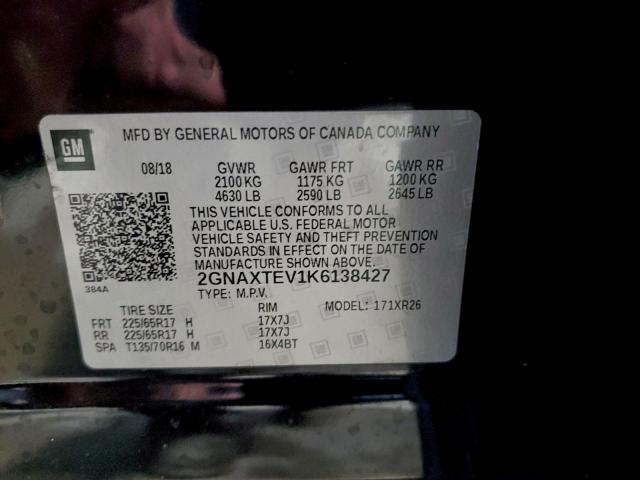 GM
MFD BY GENERAL MOTORS OF CANADA COMPANY
08/18 GVWR GAWR FRT GAWR RR
2100 KG 1175 KG 1200 KG
4630 LB 2590 LB 2645 LB
THIS VEHICLE CONFORMS TO ALL
APPLICABLE U.S. FEDERAL MOTOR
VEHICLE SAFETY AND THEFT PREVENTION
STANDARDS IN EFFECT ON THE DATE OF
MANUFACTURE SHOWN ABOVE.
384A
2GNAXTEV1K6138427
TYPE: M.P.V. MODEL: 171XR26
TIRE SIZE RIM
FRT 225/65R17 H 17X7J
RR 225/65R17 H 17X7J
SPA T135/70R16 M 16X4BT